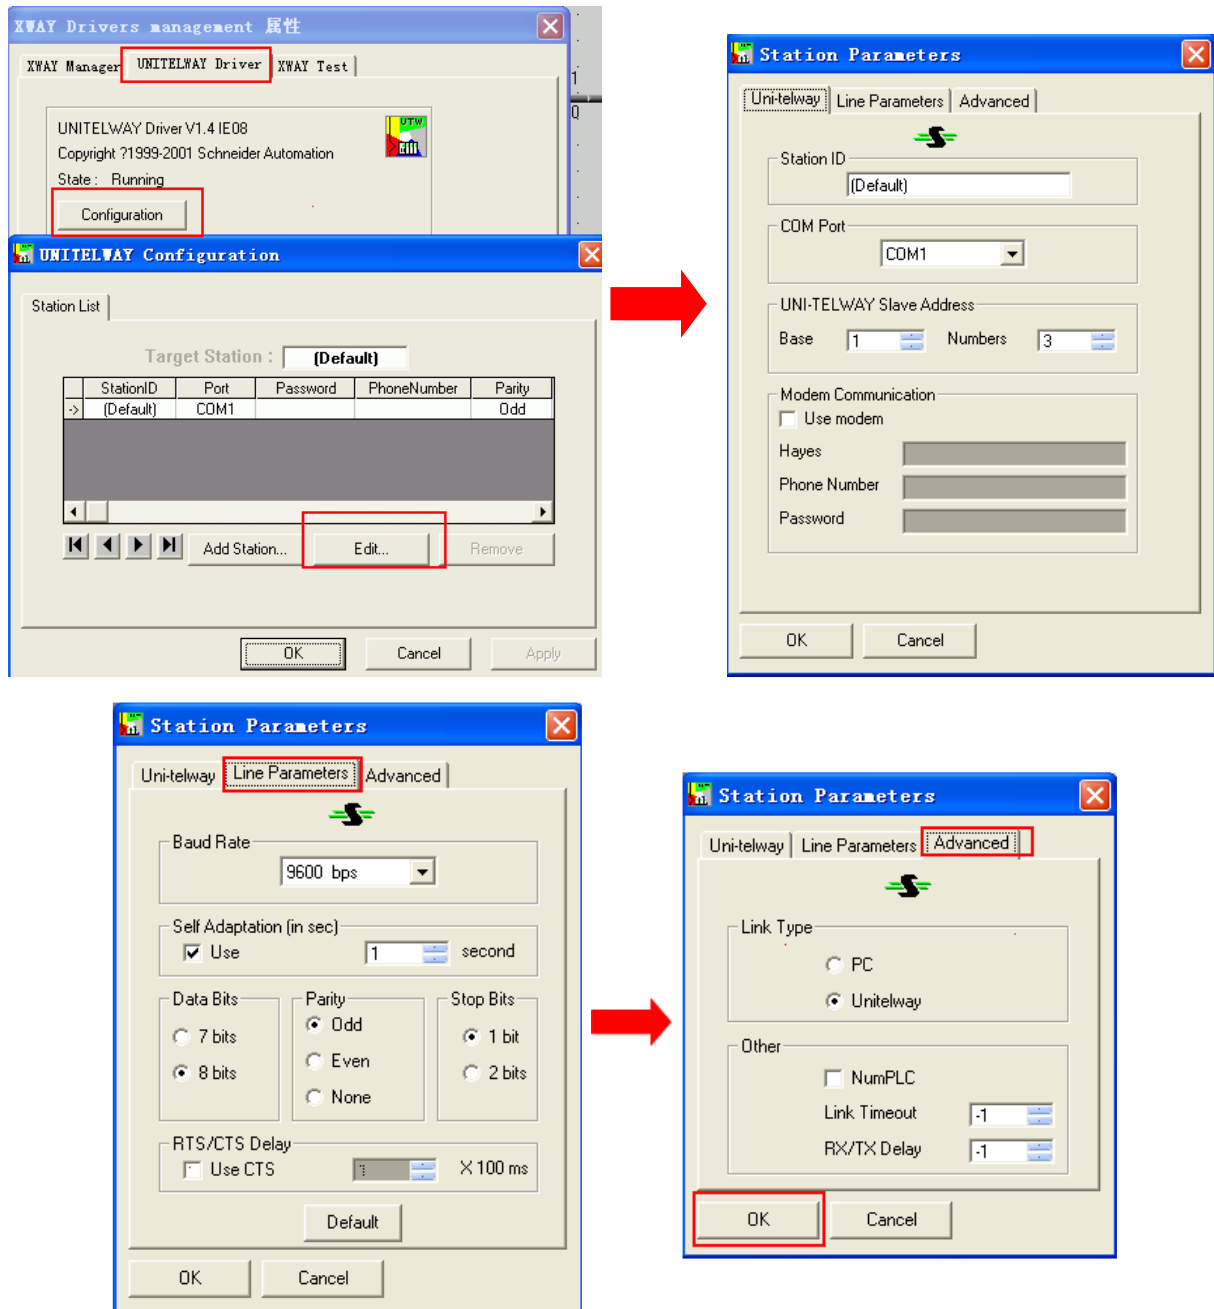 XWAY Drivers management 属性
XWAY Manager UNITELWAY Driver XWAY Test
UTW
UNITELWAY Driver V1.4 IE08
Copyright ?1999-2001 Schneider Automation
State : Running
Configuration
1
0
UNITELWAY Configuration
Station List
Target Station : (Default)
StationID Port Password PhoneNumber Parity
-> (Default) COM1 Odd
Add Station... Edit... Remove
OK Cancel Apply
Station Parameters
Uni-telway Line Parameters Advanced
Station ID
(Default)
COM Port
COM1
UNI-TELWAY Slave Address
Base 1 Numbers 3
Modem Communication
Use modem
Hayes
Phone Number
Password
OK Cancel
Station Parameters
Uni-telway Line Parameters Advanced
Baud Rate
9600 bps
Self Adaptation (in sec)
Use 1 second
Data Bits Parity Stop Bits
7 bits Odd 1 bit
8 bits Even 2 bits
None
RTS/CTS Delay
Use CTS 1 X 100 ms
Default
OK Cancel
Station Parameters
Uni-telway Line Parameters Advanced
Link Type
PC
Unitelway
Other
NumPLC
Link Timeout -1
RX/TX Delay -1
OK Cancel